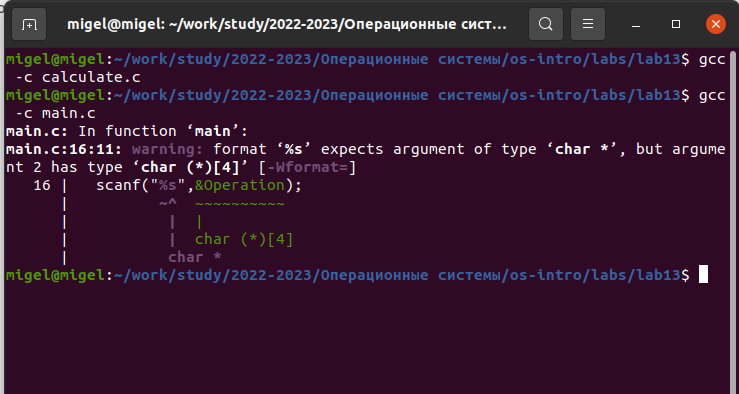 migel@migel: ~/work/study/2022-2023/Операционные сист...
migel@migel:~/work/study/2022-2023/Операционные системы/os-intro/labs/lab13$ gcc
 -c calculate.c
migel@migel:~/work/study/2022-2023/Операционные системы/os-intro/labs/lab13$ gcc
 -c main.c
main.c: In function ‘main’:
main.c:16:11: warning: format ‘%s’ expects argument of type ‘char *’, but argume
nt 2 has type ‘char (*)[4]’ [-Wformat=]
   16 |   scanf("%s",&Operation);
      |          ~^  ~~~~~~~~~~
      |           |  |
      |           |  char (*)[4]
      |           char *
migel@migel:~/work/study/2022-2023/Операционные системы/os-intro/labs/lab13$